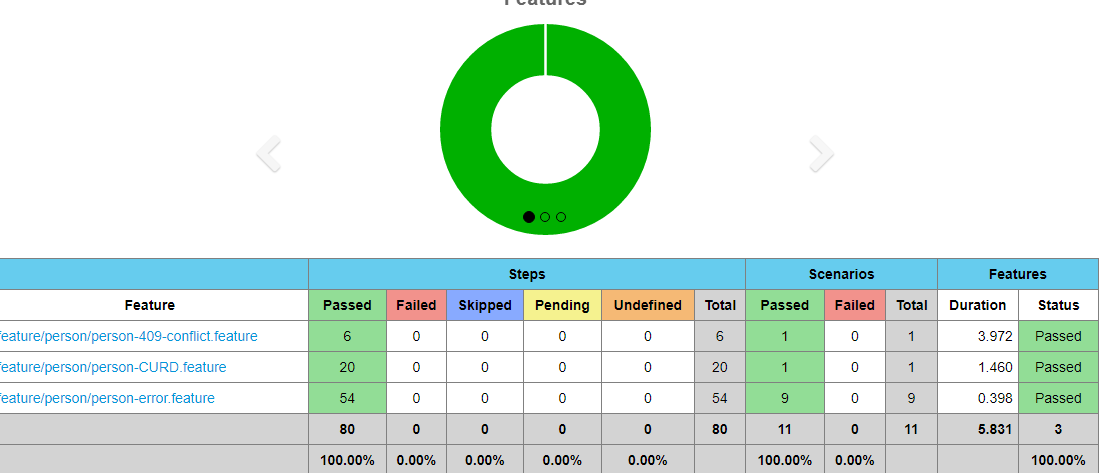 Features
Steps Scenarios Features
Feature Passed Failed Skipped Pending Undefined Total Passed Failed Total Duration Status
feature/person/person-409-conflict.feature 6 0 0 0 0 6 1 0 1 3.972 Passed
feature/person/person-CURD.feature 20 0 0 0 0 20 1 0 1 1.460 Passed
feature/person/person-error.feature 54 0 0 0 0 54 9 0 9 0.398 Passed
80 0 0 0 0 80 11 0 11 5.831 3
100.00% 0.00% 0.00% 0.00% 0.00% 100.00% 0.00% 100.00%